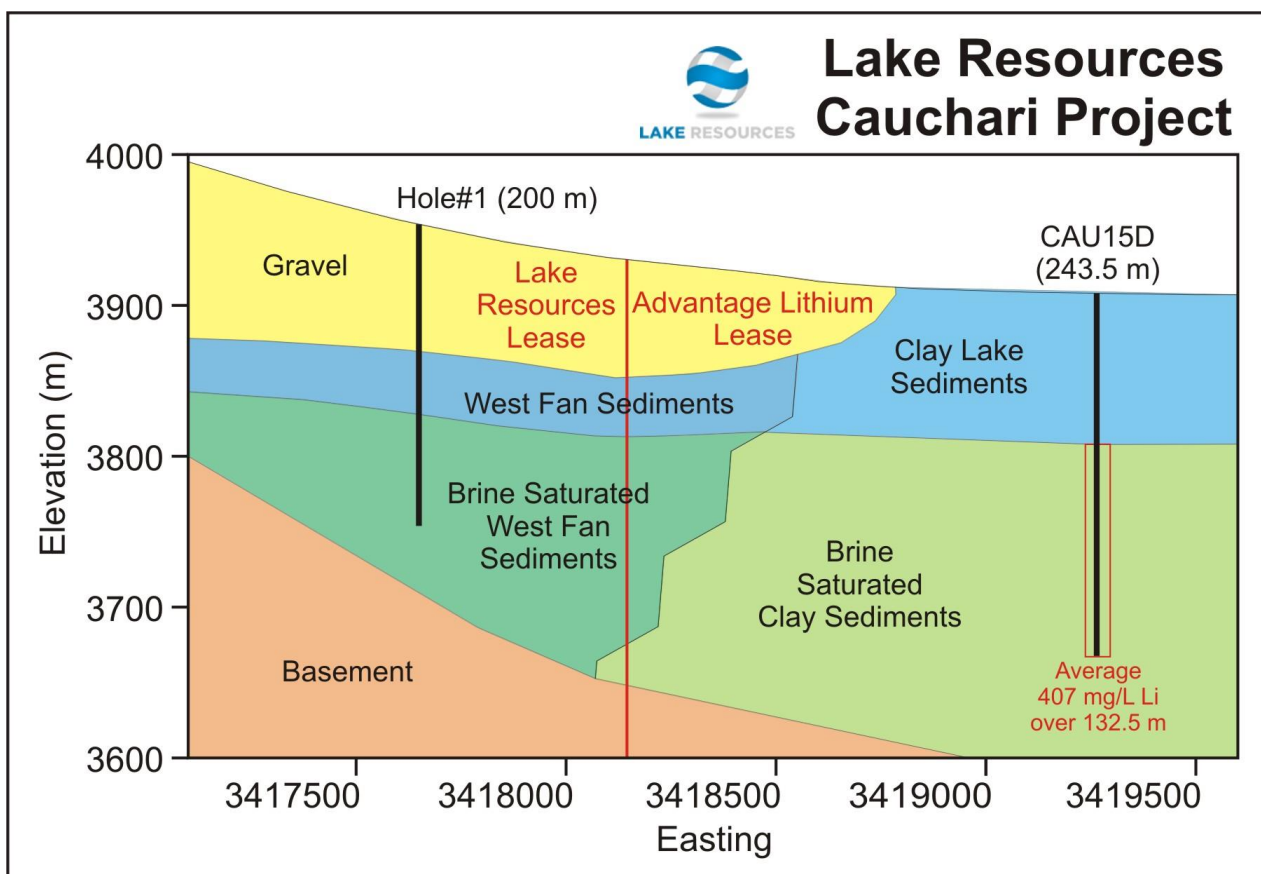 Lake Resources
Cauchari Project
LAKE RESOURCES
4000
3900
3800
3700
3600
Elevation (m)
Hole#1 (200 m)
CAU15D
(243.5 m)
Gravel
Lake
Resources
Lease
Advantage Lithium
Lease
Clay Lake
Sediments
West Fan Sediments
Brine Saturated
West Fan
Sediments
Brine
Saturated
Clay Sediments
Basement
Average
407 mg/L Li
over 132.5 m
3417500
3418000
3418500
3419000
3419500
Easting